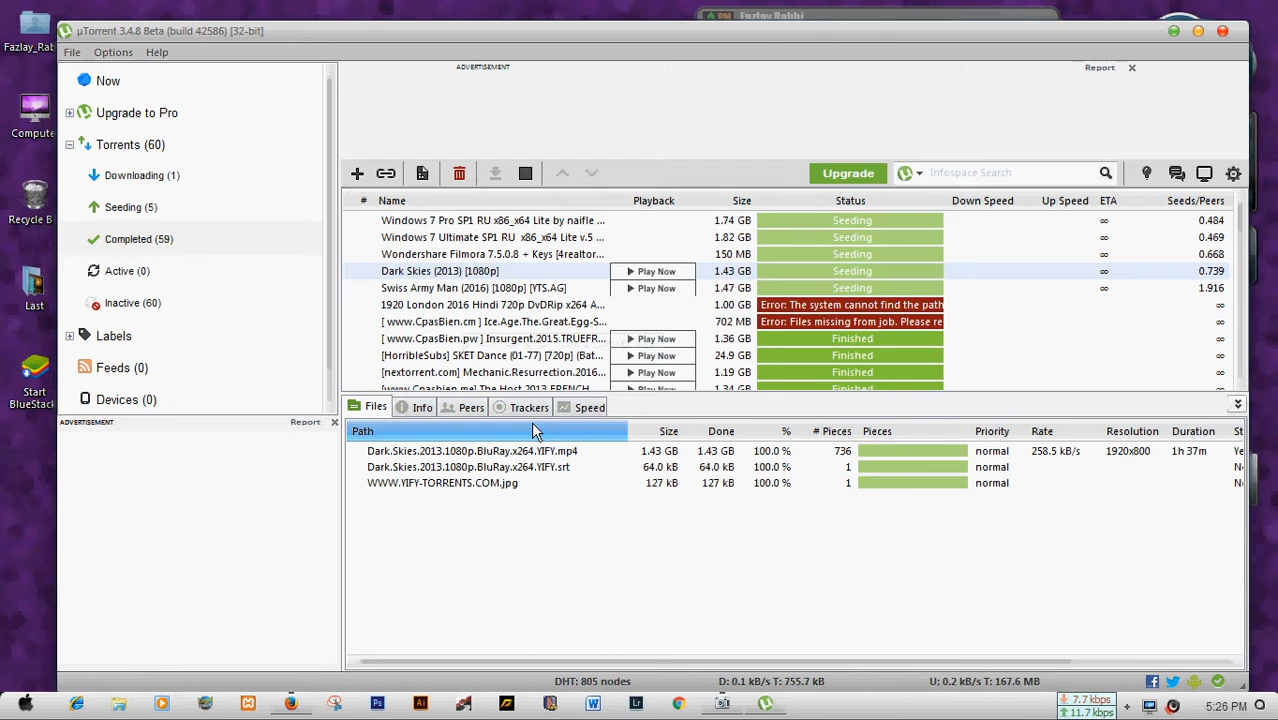 Fazlay Rabbi
Fazlay_Rab
µTorrent 3.4.8 Beta (build 42586) [32-bit]
File Options Help
Compute
Recycle B
Last
Start
BlueStack
Now
Upgrade to Pro
Torrents (60)
Downloading (1)
Seeding (5)
Completed (59)
Active (0)
Inactive (60)
Labels
Feeds (0)
Devices (0)
ADVERTISEMENT Report
ADVERTISEMENT Report
Upgrade Infospace Search
# Name Playback Size Status Down Speed Up Speed ETA Seeds/Peers
Windows 7 Pro SP1 RU x86_x64 Lite by naifle ... 1.74 GB Seeding ∞ 0.484
Windows 7 Ultimate SP1 RU x86_x64 Lite v.5 ... 1.82 GB Seeding ∞ 0.469
Wondershare Filmora 7.5.0.8 + Keys [4realtor... 150 MB Seeding ∞ 0.668
Dark Skies (2013) [1080p] Play Now 1.43 GB Seeding ∞ 0.739
Swiss Army Man (2016) [1080p] [YTS.AG] Play Now 1.47 GB Seeding ∞ 1.916
1920 London 2016 Hindi 720p DvDRip x264 A... 1.00 GB Error: The system cannot find the path ∞
[ www.CpasBien.cm ] Ice.Age.The.Great.Egg-S... 702 MB Error: Files missing from job. Please re ∞
[ www.CpasBien.pw ] Insurgent.2015.TRUEFR... Play Now 1.36 GB Finished ∞
[HorribleSubs] SKET Dance (01-77) [720p] (Bat... Play Now 24.9 GB Finished ∞
[nextorrent.com] Mechanic.Resurrection.2016... Play Now 1.19 GB Finished ∞
[www.Cpasbien.me] The Host 2013 FRENCH Play Now 1.34 GB Finished ∞
Files Info Peers Trackers Speed
Path Size Done % # Pieces Pieces Priority Rate Resolution Duration St
Dark.Skies.2013.1080p.BluRay.x264.YIFY.mp4 1.43 GB 1.43 GB 100.0 % 736 normal 258.5 kB/s 1920x800 1h 37m Ye
Dark.Skies.2013.1080p.BluRay.x264.YIFY.srt 64.0 kB 64.0 kB 100.0 % 1 normal N
WWW.YIFY-TORRENTS.COM.jpg 127 kB 127 kB 100.0 % 1 normal N
DHT: 805 nodes D: 0.1 kB/s T: 755.7 kB U: 0.2 kB/s T: 167.6 MB
Ps Ai W Lr
7.7 kbps
11.7 kbps
5:26 PM